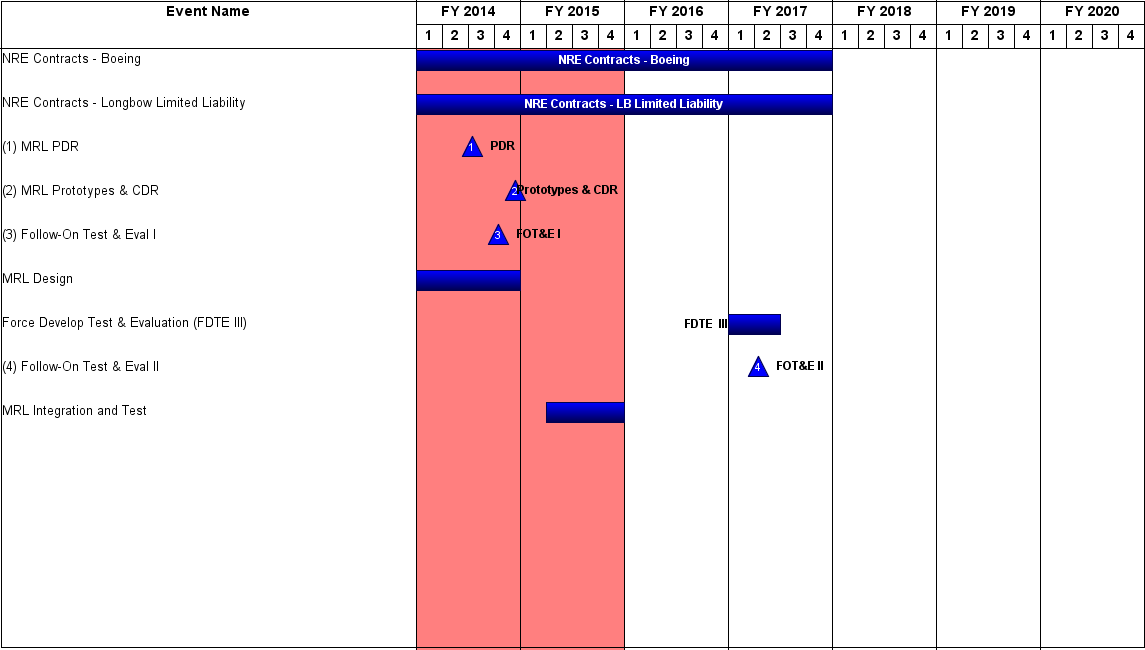 Event Name FY 2014 FY 2015 FY 2016 FY 2017 FY 2018 FY 2019 FY 2020
1 2 3 4 1 2 3 4 1 2 3 4 1 2 3 4 1 2 3 4 1 2 3 4 1 2 3 4
NRE Contracts - Boeing NRE Contracts - Boeing
NRE Contracts - Longbow Limited Liability NRE Contracts - LB Limited Liability
(1) MRL PDR 1 PDR
(2) MRL Prototypes & CDR 2 Prototypes & CDR
(3) Follow-On Test & Eval I 3 FOT&E I
MRL Design
Force Develop Test & Evaluation (FDTE III) FDTE III
(4) Follow-On Test & Eval II 4 FOT&E II
MRL Integration and Test